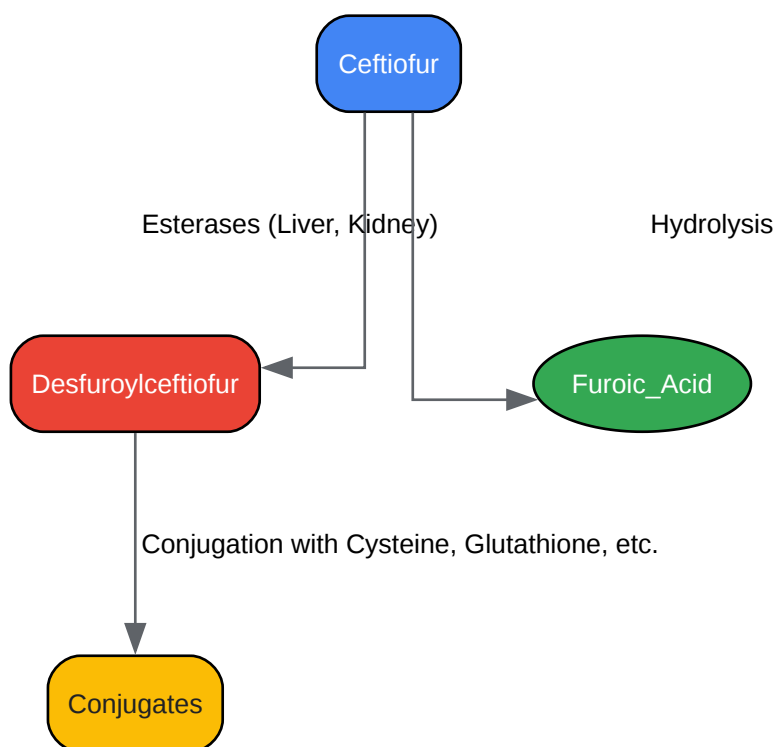 Ceftiofur
Esterases (Liver, Kidney)
Hydrolysis
Desfuroylceftiofur
Furoic_Acid
Conjugation with Cysteine, Glutathione, etc.
Conjugates